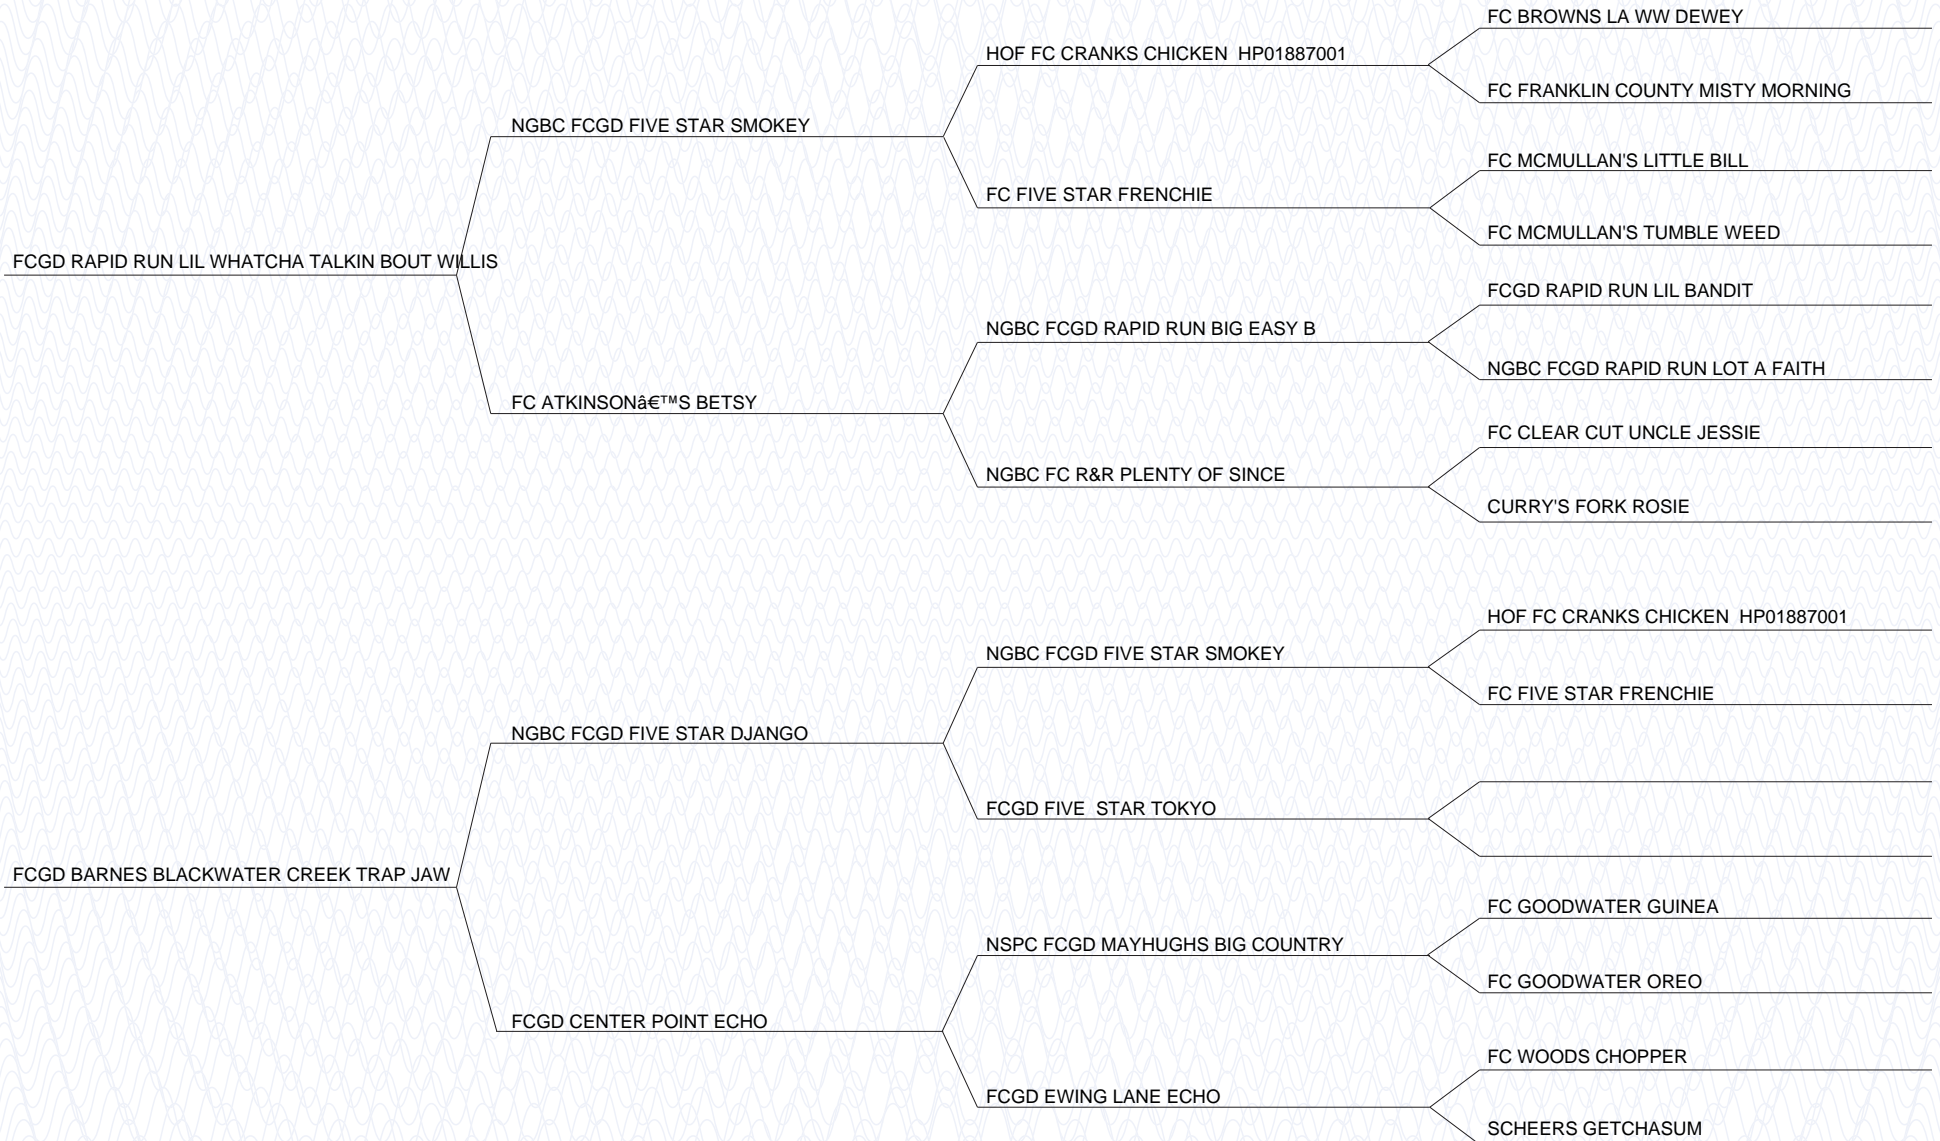 FC BROWNS LA WW DEWEY
HOF FC CRANKS CHICKEN  HP01887001
FC FRANKLIN COUNTY MISTY MORNING
NGBC FCGD FIVE STAR SMOKEY
FC MCMULLAN'S LITTLE BILL
FC FIVE STAR FRENCHIE
FC MCMULLAN'S TUMBLE WEED
FCGD RAPID RUN LIL WHATCHA TALKIN BOUT WILLIS
FCGD RAPID RUN LIL BANDIT
NGBC FCGD RAPID RUN BIG EASY B
NGBC FCGD RAPID RUN LOT A FAITH
FC ATKINSONâ€™S BETSY
FC CLEAR CUT UNCLE JESSIE
NGBC FC R&R PLENTY OF SINCE
CURRY'S FORK ROSIE
HOF FC CRANKS CHICKEN  HP01887001
NGBC FCGD FIVE STAR SMOKEY
FC FIVE STAR FRENCHIE
NGBC FCGD FIVE STAR DJANGO
FCGD FIVE  STAR TOKYO
FCGD BARNES BLACKWATER CREEK TRAP JAW
FC GOODWATER GUINEA
NSPC FCGD MAYHUGHS BIG COUNTRY
FC GOODWATER OREO
FCGD CENTER POINT ECHO
FC WOODS CHOPPER
FCGD EWING LANE ECHO
SCHEERS GETCHASUM